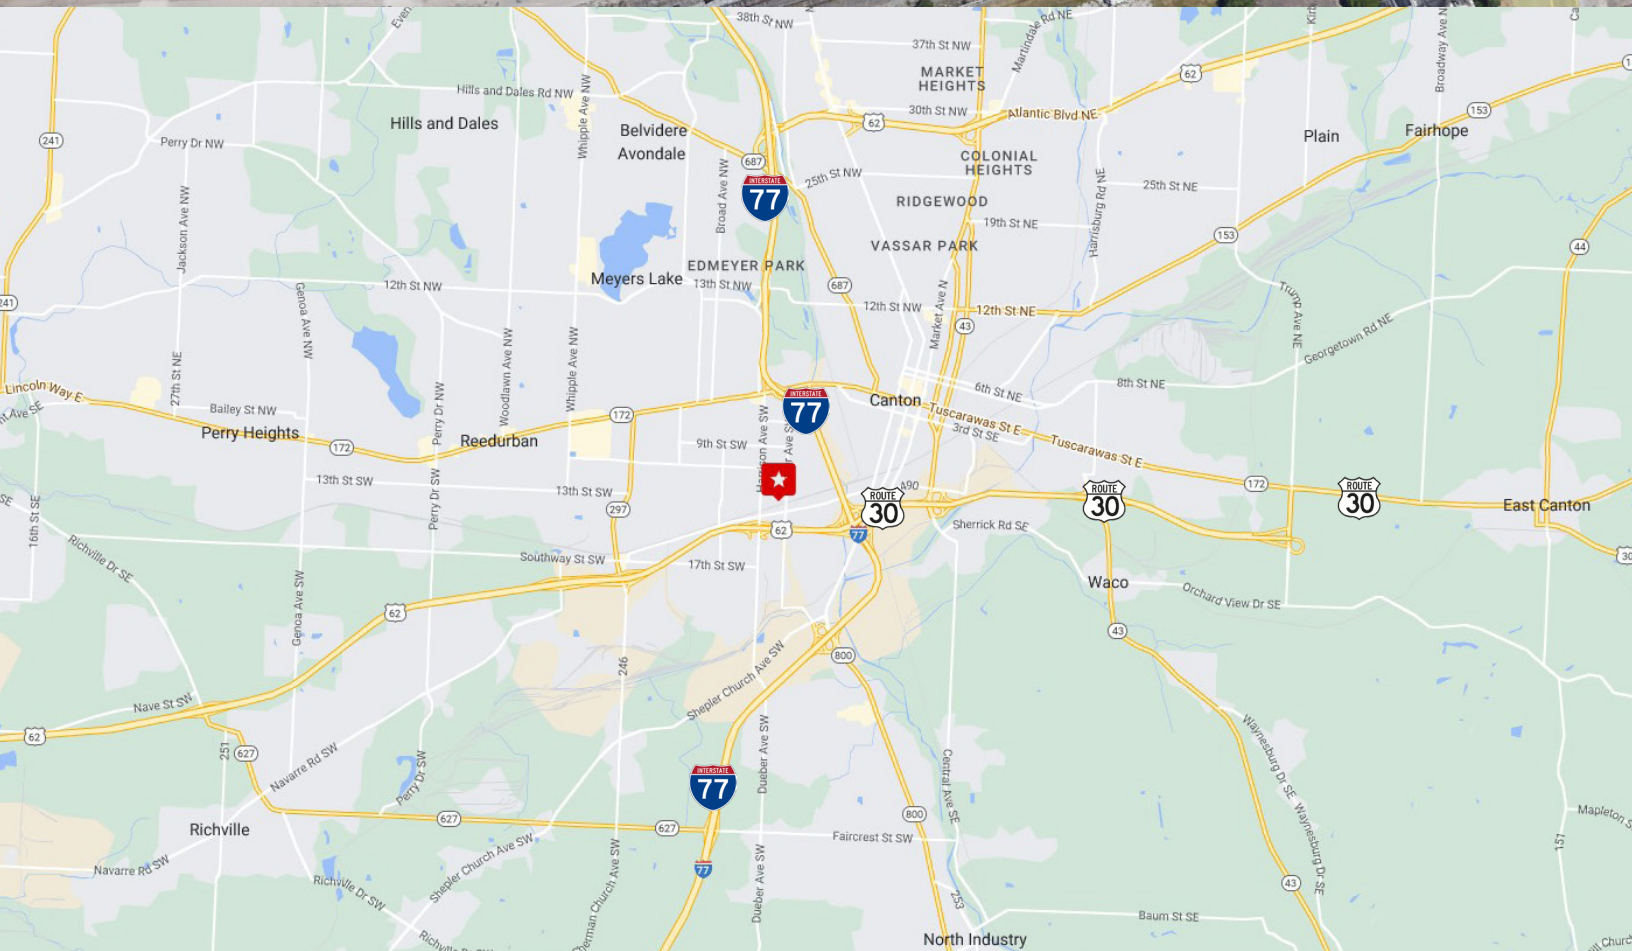 38th St NW
37th St NW
Martindale Rd NE
MARKET
HEIGHTS
62
Broadway Ave N
Hills and Dales Rd NW
Whipple Ave NW
30th St NW
Atlantic Blvd NE
153
Hills and Dales
Belvidere
Avondale
62
Plain
Fairhope
241
Perry Dr NW
687
COLONIAL
HEIGHTS
25th St NW
25th St NE
INTERSTATE
77
Broad Ave NW
RIDGEWOOD
Harrisburg Rd NE
Jackson Ave NW
19th St NE
153
VASSAR PARK
44
EDMEYER PARK
Meyers Lake
13th St NW
12th St NW
687
Trump Ave NE
241
Genoa Ave NW
12th St NW
Market Ave N
12th St NE
43
Georgetown Rd NE
27th St NE
Woodlawn Ave NW
Whipple Ave NW
Lincoln Way E
Perry Dr NW
6th St NE
8th St NE
INTERSTATE
77
Canton
Bailey St NW
172
Tuscarawas St E
3rd St SE
Perry Heights
172
Reedurban
9th St SW
Tuscarawas St E
13th St SW
13th St SW
172
ROUTE
30
ROUTE
30
ROUTE
30
East Canton
16th St SE
Perry Dr SW
297
62
77
Sherrick Rd SE
Richville Dr SE
Southway St SW
17th St SW
30
Waco
Orchard View Dr SE
Genoa Ave SW
62
43
246
800
Shepler Church Ave SW
Nave St SW
62
251
627
Navarre Rd SW
Perry Dr SW
Dueber Ave SW
Central Ave SE
Waynesburg Dr SE
INTERSTATE
77
627
627
800
Faircrest St SW
Richville
Waynesburg Dr SE
151
Navarre Rd SW
Shepler Church Ave SW
77
Dueber Ave SW
Richville Dr SW
43
253
Baum St SE
North Industry